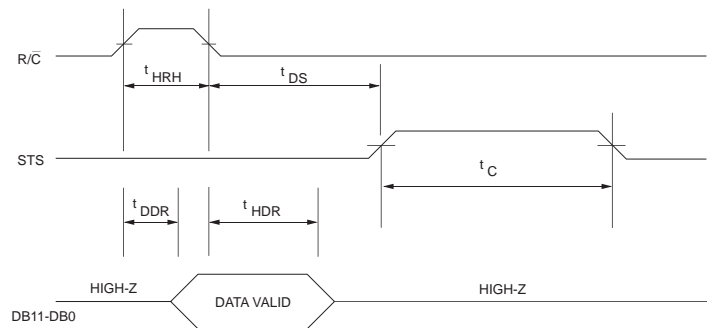 R/C̅
t HRH
t DS
STS
t C
t DDR
t HDR
HIGH-Z
DATA VALID
HIGH-Z
DB11-DB0